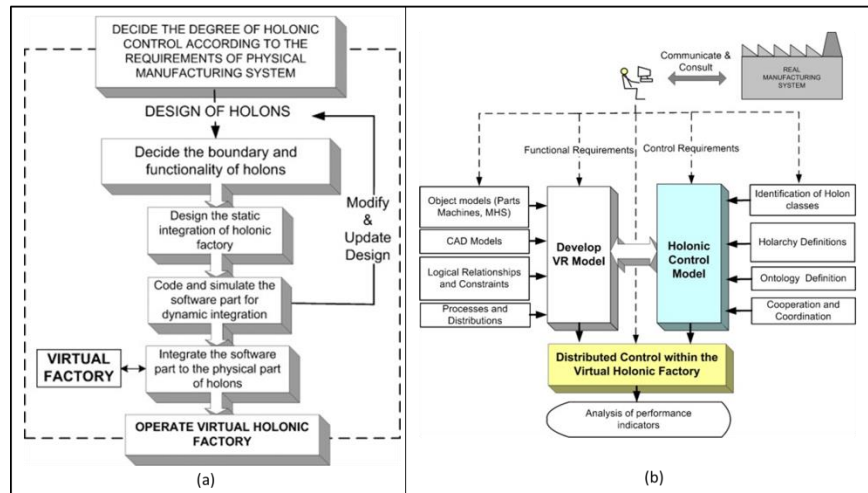 DECIDE THE DEGREE OF HOLONIC
CONTROL ACCORDING TO THE
REQUIREMENTS OF PHYSICAL
MANUFACTURING SYSTEM
DESIGN OF HOLONS
Decide the boundary and
functionality of holons
Design the static
integration of holonic
factory
Modify
&
Update
Design
Code and simulate the
software part for
dynamic integration
VIRTUAL
FACTORY
Integrate the software
part to the physical part
of holons
OPERATE VIRTUAL HOLONIC
FACTORY
(a)
Communicate &
Consult
REAL
MANUFACTURING
SYSTEM
Functional Requirements
Control Requirements
Object models (Parts
Machines, MHS)
CAD Models
Logical Relationships
and Constraints
Processes and
Distributions
Develop
VR Model
Holonic
Control
Model
Identification of Holon
classes
Holarchy Definitions
Ontology Definition
Cooperation and
Coordination
Distributed Control within the
Virtual Holonic Factory
Analysis of performance
indicators
(b)